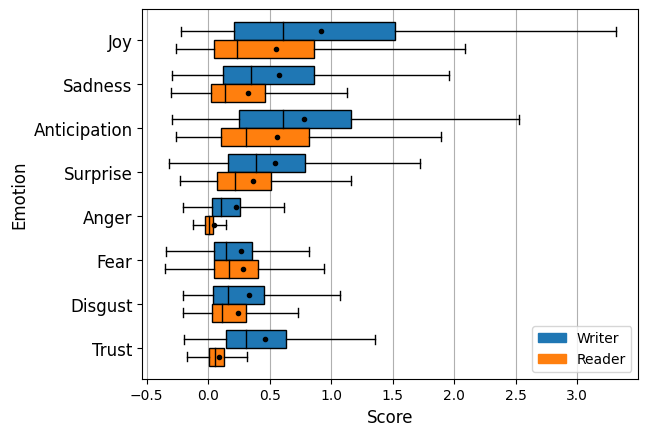 Joy
Sadness
Anticipation
Surprise
Anger
Fear
Disgust
Trust
Emotion
Writer
Reader
−0.5 0.0 0.5 1.0 1.5 2.0 2.5 3.0
Score